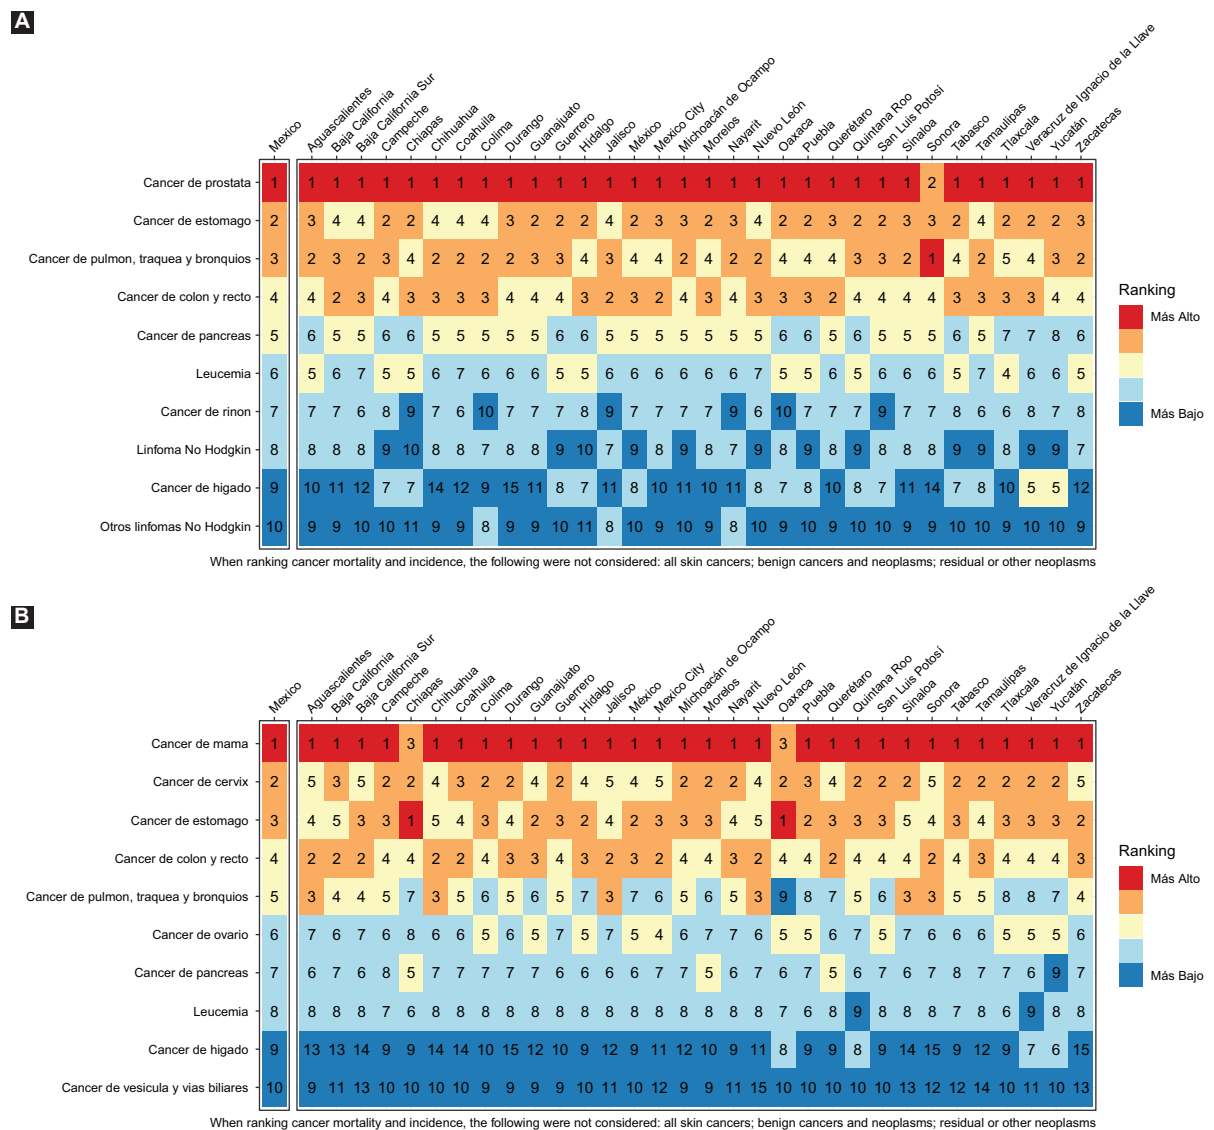 A
Mexico Aguascalientes Baja California Baja California Sur Campeche Chiapas Chihuahua Coahuila Colima Durango Guanajuato Guerrero Hidalgo Jalisco México Mexico City Michoacán de Ocampo Morelos Nayarit Nuevo León Oaxaca Puebla Querétaro Quintana Roo San Luis Potosí Sinaloa Sonora Tabasco Tamaulipas Tlaxcala Veracruz de Ignacio de la Llave Yucatán Zacatecas
Cancer de prostata 1 1 1 1 1 1 1 1 1 1 1 1 1 1 1 1 1 1 1 1 1 1 1 1 1 1 2 1 1 1 1 1 1
Cancer de estomago 2 3 4 4 2 2 4 4 4 3 2 2 2 4 2 3 3 2 3 4 2 2 3 2 2 3 3 2 4 2 2 2 3
Cancer de pulmon, traquea y bronquios 3 2 3 2 3 4 2 2 2 2 3 3 4 3 4 4 2 4 2 2 4 4 4 3 3 2 1 4 2 5 4 3 2
Cancer de colon y recto 4 4 2 3 4 3 3 3 3 4 4 4 3 2 3 2 4 3 4 3 3 3 2 4 4 4 4 3 3 3 3 4 4
Cancer de pancreas 5 6 5 5 6 6 5 5 5 5 5 6 6 5 5 5 5 5 5 5 6 6 5 6 5 5 5 6 5 7 7 8 6
Leucemia 6 5 6 7 5 5 6 7 6 6 6 5 5 6 6 6 6 6 6 7 5 5 6 5 6 6 6 5 7 4 6 6 5
Cancer de rinon 7 7 7 6 8 9 7 6 10 7 7 7 8 9 7 7 7 7 9 6 10 7 7 7 9 7 7 8 6 6 8 7 8
Linfoma No Hodgkin 8 8 8 8 9 10 8 8 7 8 8 9 10 7 9 8 9 8 7 9 8 9 8 9 8 8 8 9 9 8 9 9 7
Cancer de higado 9 10 11 12 7 7 14 12 9 15 11 8 7 11 8 10 11 10 11 8 7 8 10 8 7 11 14 7 8 10 5 5 12
Otros linfomas No Hodgkin 10 9 9 10 10 11 9 9 8 9 9 10 11 8 10 9 10 9 8 10 9 10 9 10 10 9 9 10 10 9 10 10 9
When ranking cancer mortality and incidence, the following were not considered: all skin cancers; benign cancers and neoplasms; residual or other neoplasms
Ranking
Más Alto
Más Bajo
B
Mexico Aguascalientes Baja California Baja California Sur Campeche Chiapas Chihuahua Coahuila Colima Durango Guanajuato Guerrero Hidalgo Jalisco México Mexico City Michoacán de Ocampo Morelos Nayarit Nuevo León Oaxaca Puebla Querétaro Quintana Roo San Luis Potosí Sinaloa Sonora Tabasco Tamaulipas Tlaxcala Veracruz de Ignacio de la Llave Yucatán Zacatecas
Cancer de mama 1 1 1 1 1 3 1 1 1 1 1 1 1 1 1 1 1 1 1 1 3 1 1 1 1 1 1 1 1 1 1 1 1
Cancer de cervix 2 5 3 5 2 2 4 3 2 2 4 2 4 5 4 5 2 2 2 4 2 3 4 2 2 2 5 2 2 2 2 2 5
Cancer de estomago 3 4 5 3 3 1 5 4 3 4 2 3 2 4 2 3 3 3 4 5 1 2 3 3 3 5 4 3 4 3 3 3 2
Cancer de colon y recto 4 2 2 2 4 4 2 2 4 3 3 4 3 2 3 2 4 4 3 2 4 4 2 4 4 4 2 4 3 4 4 4 3
Cancer de pulmon, traquea y bronquios 5 3 4 4 5 7 3 5 6 5 6 5 7 3 7 6 5 6 5 3 9 8 7 5 6 3 3 5 5 8 8 7 4
Cancer de ovario 6 7 6 7 6 8 6 6 5 6 5 7 5 7 5 4 6 7 7 6 5 5 6 7 5 7 6 6 6 5 5 5 6
Cancer de pancreas 7 6 7 6 8 5 7 7 7 7 7 6 6 6 6 7 7 5 6 7 6 7 5 6 7 6 7 8 7 7 6 9 7
Leucemia 8 8 8 8 7 6 8 8 8 8 8 8 8 8 8 8 8 8 8 8 7 6 8 9 8 8 8 7 8 6 9 8 8
Cancer de higado 9 13 13 14 9 9 14 14 10 15 12 10 9 12 9 11 12 10 9 11 8 9 9 8 9 14 15 9 12 9 7 6 15
Cancer de vesicula y vias biliares 10 9 11 13 10 10 10 10 9 9 9 9 10 11 10 12 9 9 11 15 10 10 10 10 10 13 12 12 14 10 11 10 13
When ranking cancer mortality and incidence, the following were not considered: all skin cancers; benign cancers and neoplasms; residual or other neoplasms
Ranking
Más Alto
Más Bajo